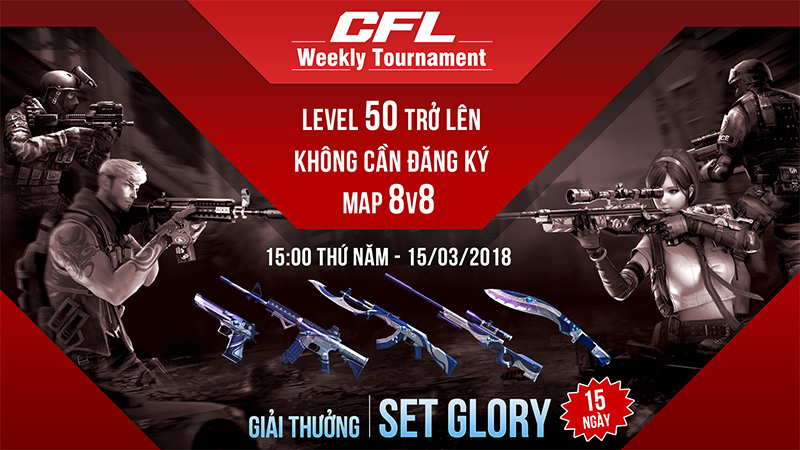 CFL
Weekly Tournament
LEVEL 50 TRỞ LÊN
KHÔNG CẦN ĐĂNG KÝ
MAP 8V8
15:00 THỨ NĂM - 15/03/2018
GIẢI THƯỞNG SET GLORY
15
NGÀY